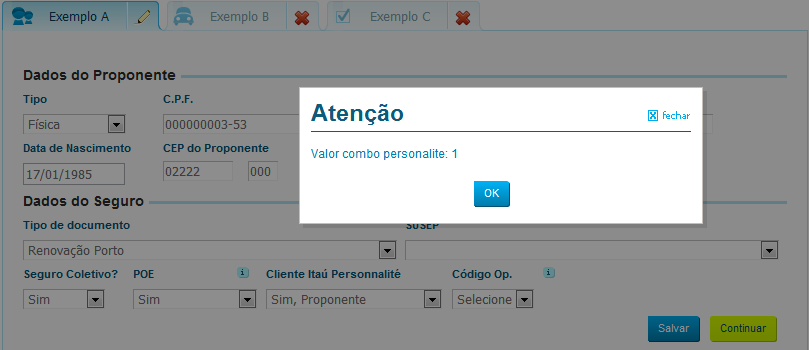 Exemplo A
Exemplo B
Exemplo C
Dados do Proponente
Tipo
C.P.F.
Física
000000003-53
Data de Nascimento
CEP do Proponente
17/01/1985
02222
000
Atenção
fechar
Valor combo personalite: 1
OK
Dados do Seguro
Tipo de documento
SUSEP
Renovação Porto
Seguro Coletivo?
POE
i
Cliente Itaú Personnalité
Código Op.
i
Sim
Sim
Sim, Proponente
Selecione
Salvar
Continuar